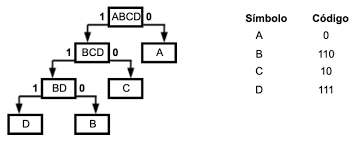 1 ABCD 0
1 BCD 0 A
1 BD 0 C
D B
Símbolo Código
A 0
B 110
C 10
D 111